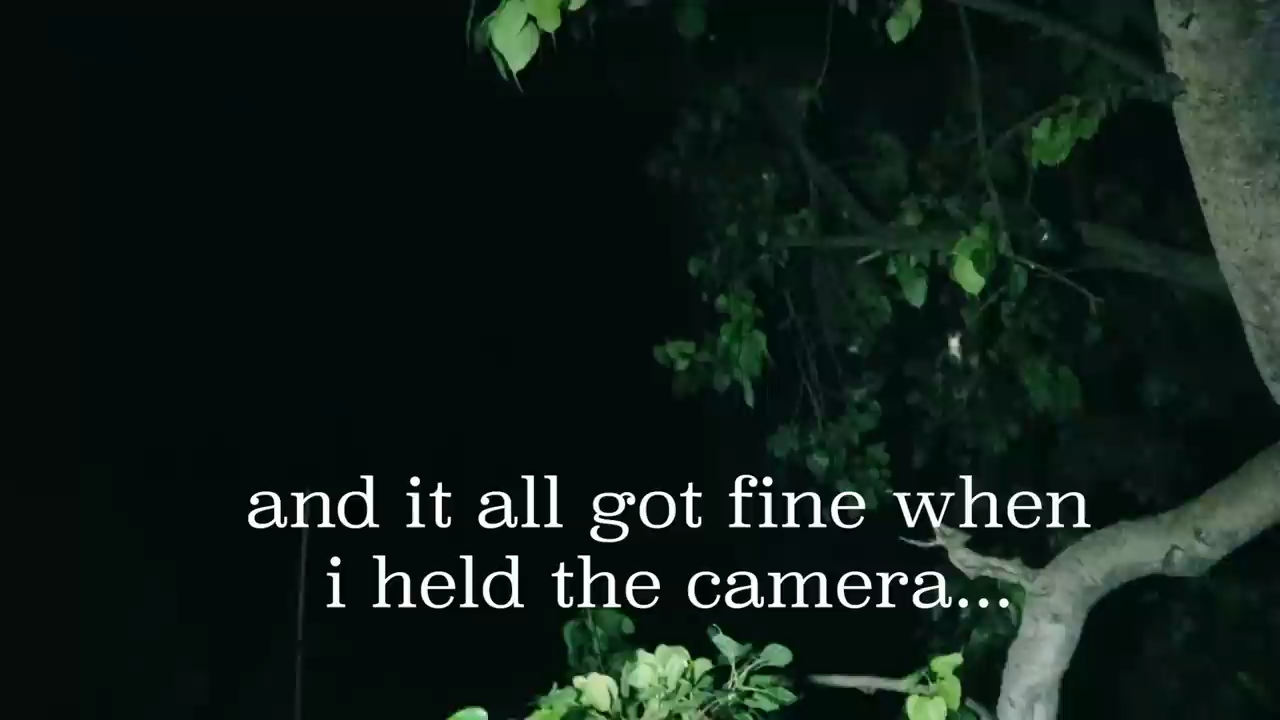 and it all got fine when
i held the camera...